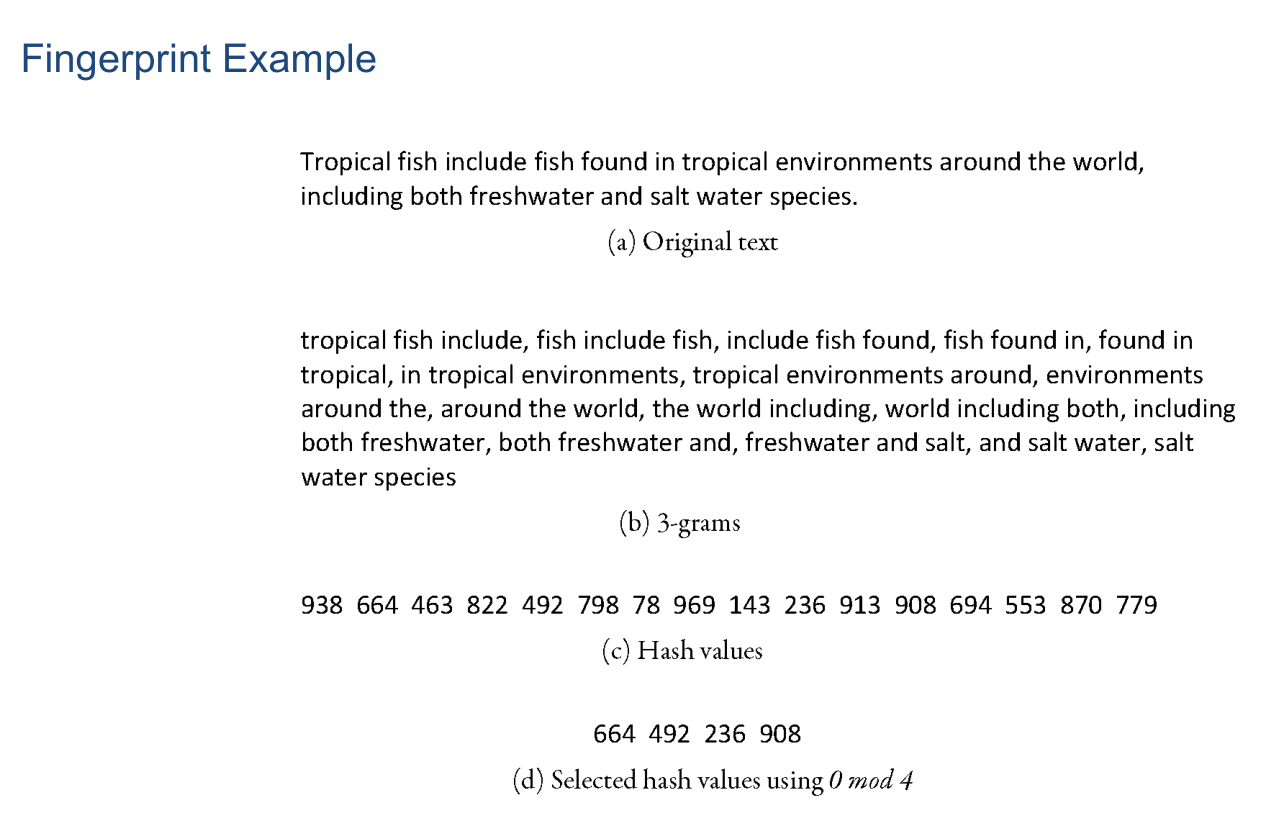 Fingerprint Example
Tropical fish include fish found in tropical environments around the world,
including both freshwater and salt water species.
(a) Original text
tropical fish include, fish include fish, include fish found, fish found in, found in
tropical, in tropical environments, tropical environments around, environments
around the, around the world, the world including, world including both, including
both freshwater, both freshwater and, freshwater and salt, and salt water, salt
water species
(b) 3-grams
938 664 463 822 492 798 78 969 143 236 913 908 694 553 870 779
(c) Hash values
664 492 236 908
(d) Selected hash values using 0 mod 4